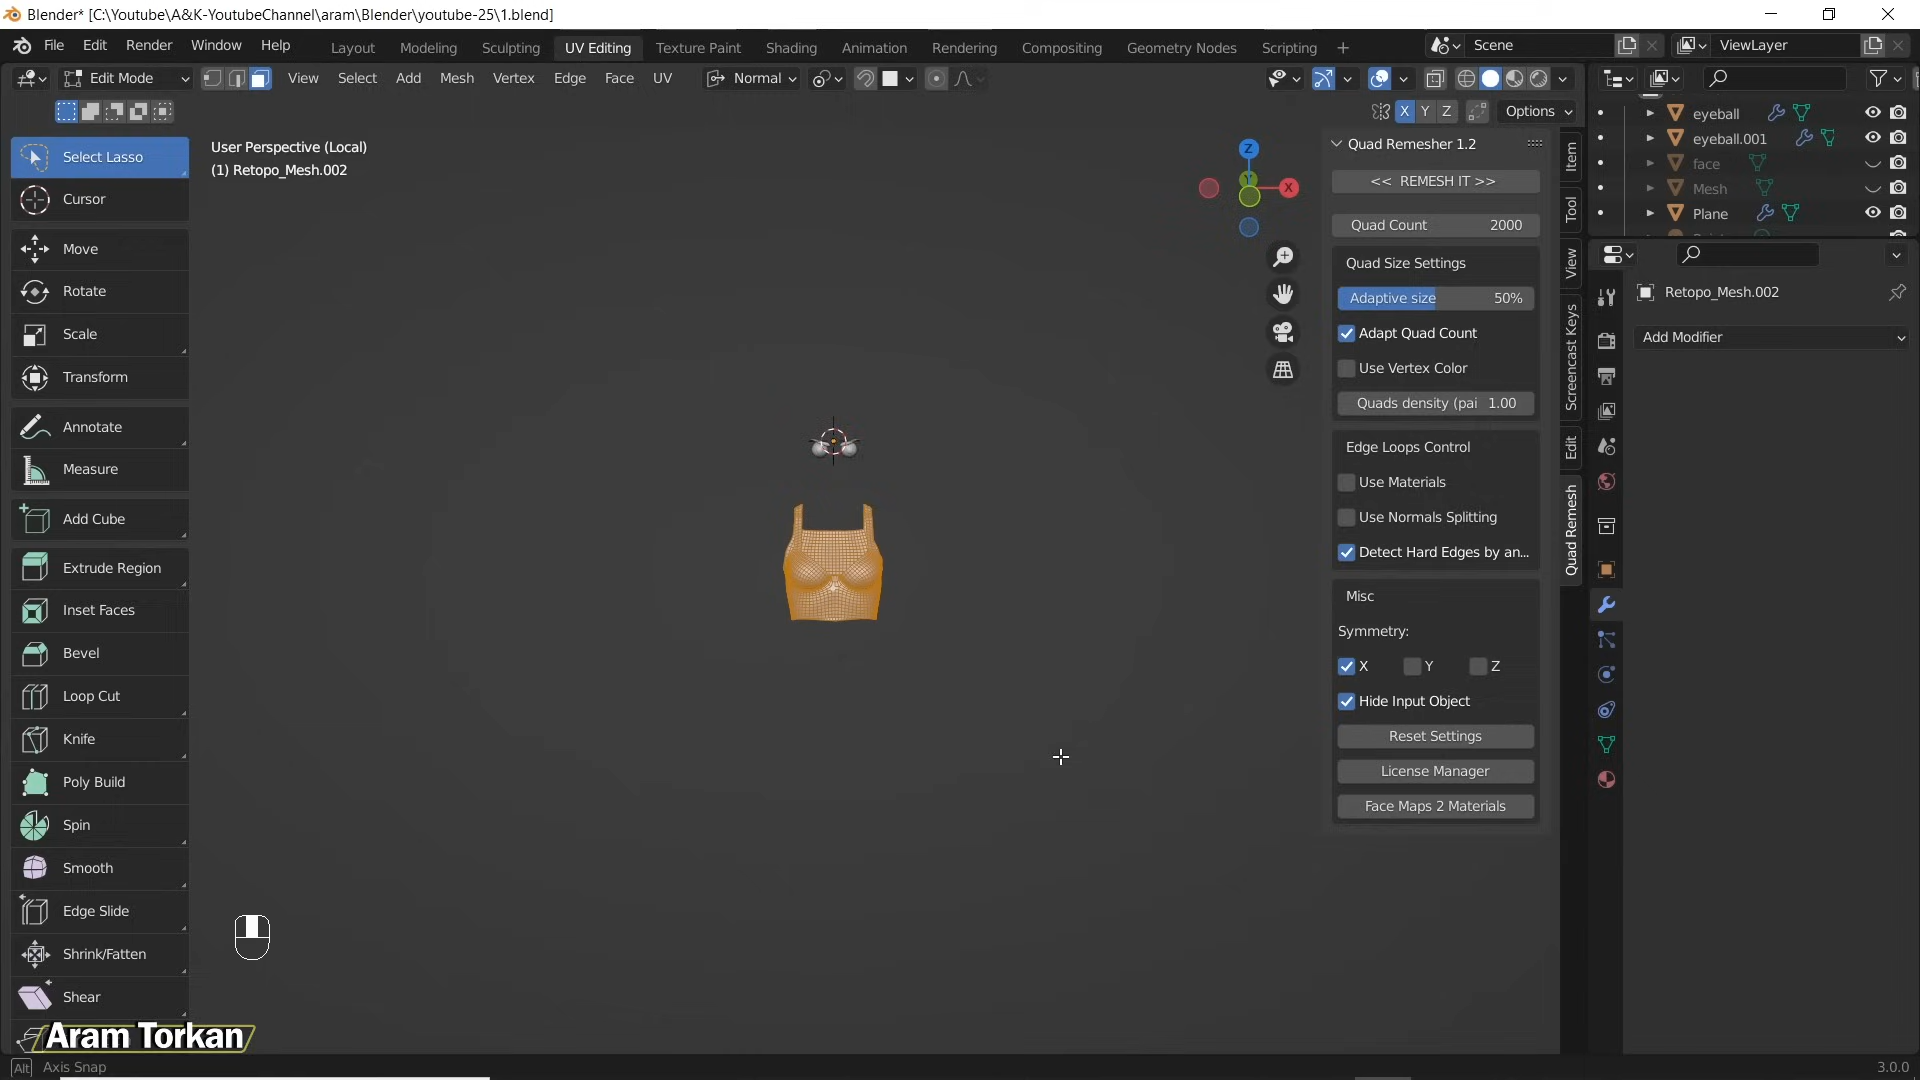 Blender* [C:\Youtube\A&K-YoutubeChannel\aram\Blender\youtube-25\1.blend]
File Edit Render Window Help Layout Modeling Sculpting UV Editing Texture Paint Shading Animation Rendering Compositing Geometry Nodes Scripting + Scene ViewLayer
Edit Mode View Select Add Mesh Vertex Edge Face UV Normal
X Y Z Options
Select Lasso
Cursor
Move
Rotate
Scale
Transform
Annotate
Measure
Add Cube
Extrude Region
Inset Faces
Bevel
Loop Cut
Knife
Poly Build
Spin
Smooth
Edge Slide
Shrink/Fatten
Shear
Aram Torkan
Alt Axis Snap
User Perspective (Local)
(1) Retopo_Mesh.002
Z
Y
X
Quad Remesher 1.2
<< REMESH IT >>
Quad Count 2000
Quad Size Settings
Adaptive size 50%
Adapt Quad Count
Use Vertex Color
Quads density (pai 1.00
Edge Loops Control
Use Materials
Use Normals Splitting
Detect Hard Edges by an...
Misc
Symmetry:
X Y Z
Hide Input Object
Reset Settings
License Manager
Face Maps 2 Materials
Item
Tool
View
Screencast Keys
Edit
Quad Remesh
eyeball
eyeball.001
face
Mesh
Plane
Retopo_Mesh.002
Add Modifier
3.0.0